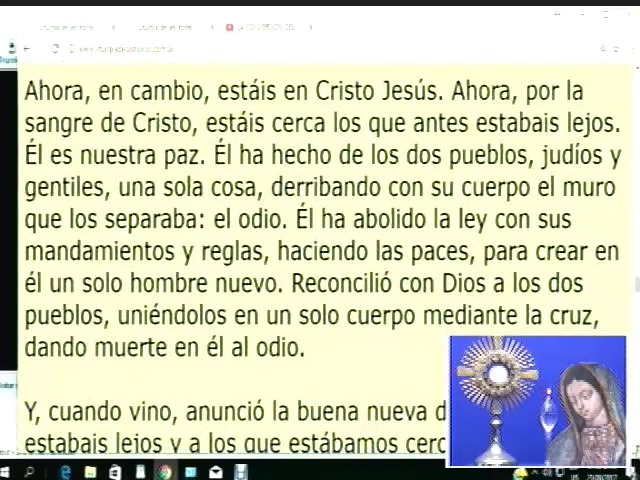 Ahora, en cambio, estáis en Cristo Jesús. Ahora, por la
sangre de Cristo, estáis cerca los que antes estabais lejos.
Él es nuestra paz. Él ha hecho de los dos pueblos, judíos y
gentiles, una sola cosa, derribando con su cuerpo el muro
que los separaba: el odio. Él ha abolido la ley con sus
mandamientos y reglas, haciendo las paces, para crear en
él un solo hombre nuevo. Reconcilió con Dios a los dos
pueblos, uniéndolos en un solo cuerpo mediante la cruz,
dando muerte en él al odio.
Y, cuando vino, anunció la buena nueva d
estabais lejos y a los que estábamos cerc